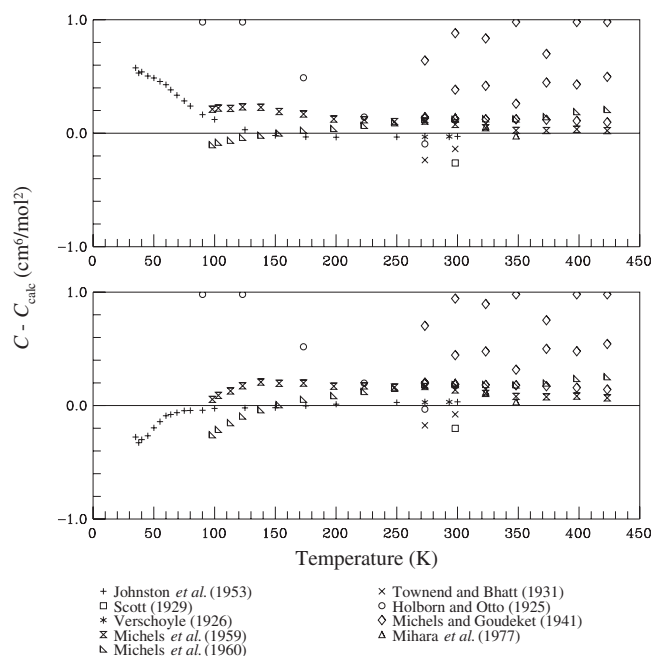 1.0
0.0
−1.0
0 50 100 150 200 250 300 350 400 450
C - C_calc (cm⁶/mol²)
1.0
0.0
−1.0
0 50 100 150 200 250 300 350 400 450
Temperature (K)
Johnston et al. (1953)
Scott (1929)
Verschoyle (1926)
Michels et al. (1959)
Michels et al. (1960)
Townend and Bhatt (1931)
Holborn and Otto (1925)
Michels and Goudeket (1941)
Mihara et al. (1977)